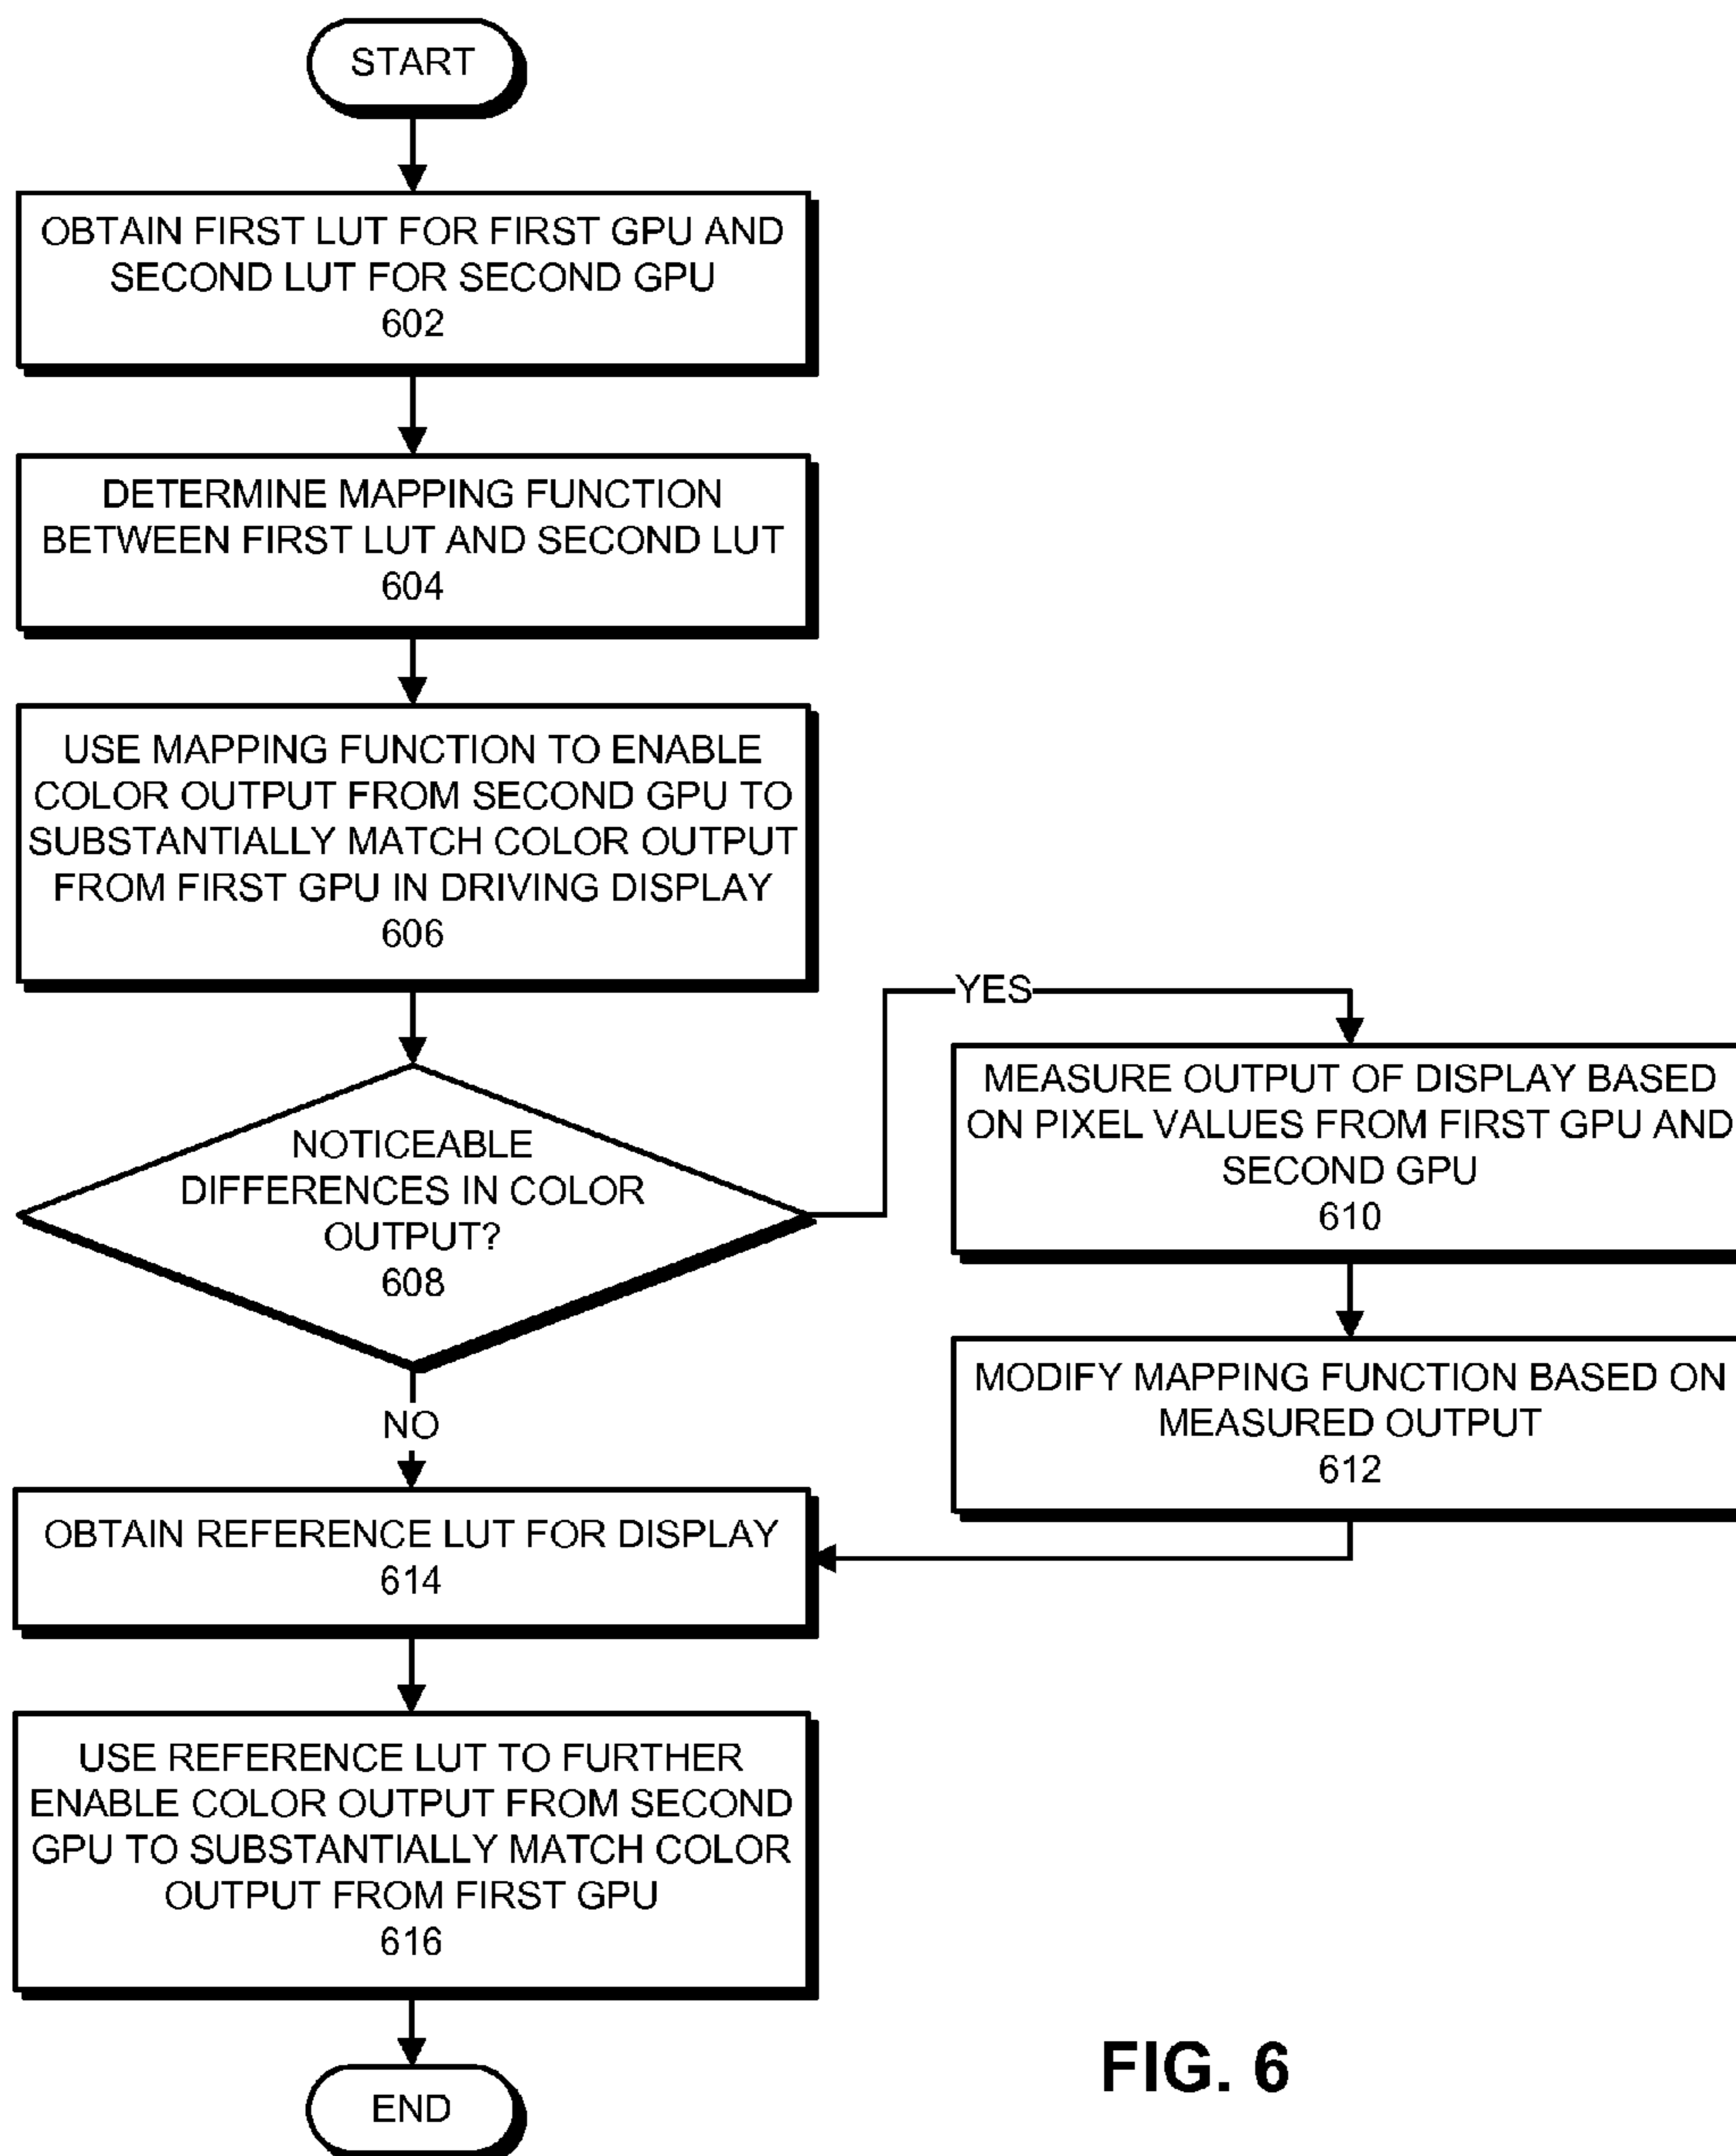 START
OBTAIN FIRST LUT FOR FIRST GPU AND
SECOND LUT FOR SECOND GPU
602
DETERMINE MAPPING FUNCTION
BETWEEN FIRST LUT AND SECOND LUT
604
USE MAPPING FUNCTION TO ENABLE
COLOR OUTPUT FROM SECOND GPU TO
SUBSTANTIALLY MATCH COLOR OUTPUT
FROM FIRST GPU IN DRIVING DISPLAY
606
NOTICEABLE
DIFFERENCES IN COLOR
OUTPUT?
608
YES
MEASURE OUTPUT OF DISPLAY BASED
ON PIXEL VALUES FROM FIRST GPU AND
SECOND GPU
610
MODIFY MAPPING FUNCTION BASED ON
MEASURED OUTPUT
612
NO
OBTAIN REFERENCE LUT FOR DISPLAY
614
USE REFERENCE LUT TO FURTHER
ENABLE COLOR OUTPUT FROM SECOND
GPU TO SUBSTANTIALLY MATCH COLOR
OUTPUT FROM FIRST GPU
616
END
FIG. 6